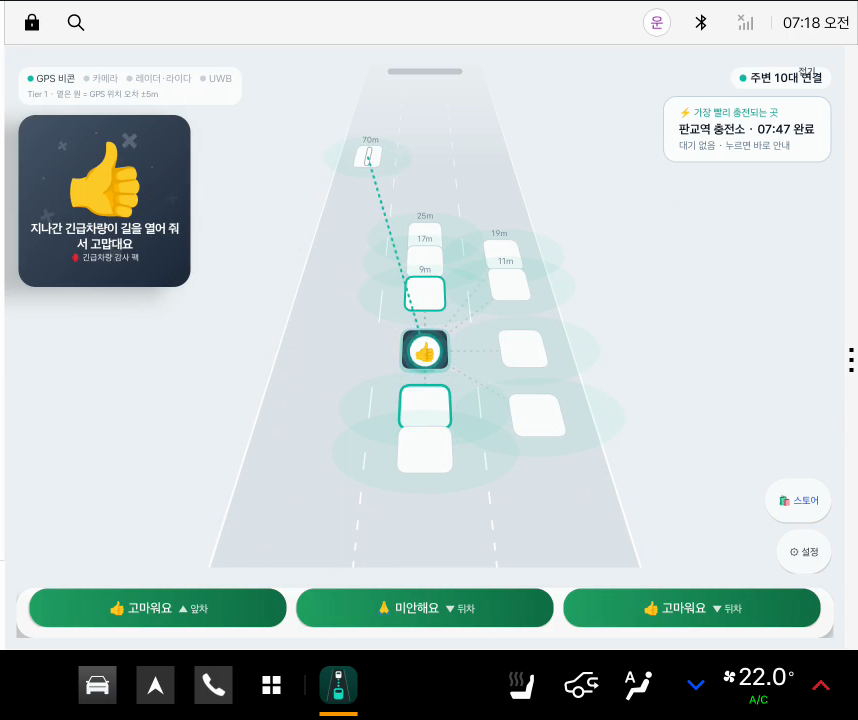 운
07:18 오전
GPS 비콘 카메라 레이더·라이다 UWB
Tier 1 · 옅은 원 = GPS 위치 오차 ±5m
접기
주변 10대 연결
가장 빨리 충전되는 곳
판교역 충전소 · 07:47 완료
대기 없음 · 누르면 바로 안내
지나간 긴급차량이 길을 열어 줘
서 고맙대요
긴급차량 감사 팩
70m
25m
17m
19m
11m
9m
스토어
설정
고마워요 ▲ 앞차
미안해요 ▼ 뒤차
고마워요 ▼ 뒤차
A
22.0°
A/C